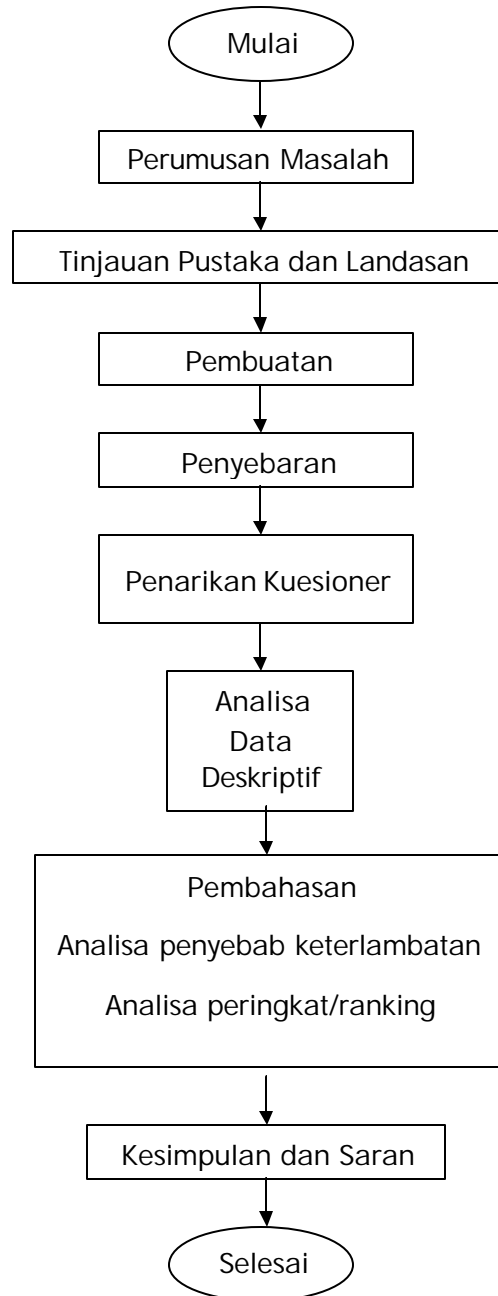 Mulai
Perumusan Masalah
Tinjauan Pustaka dan Landasan
Pembuatan
Penyebaran
Penarikan Kuesioner
Analisa
Data
Deskriptif
Pembahasan
Analisa penyebab keterlambatan
Analisa peringkat/ranking
Kesimpulan dan Saran
Selesai